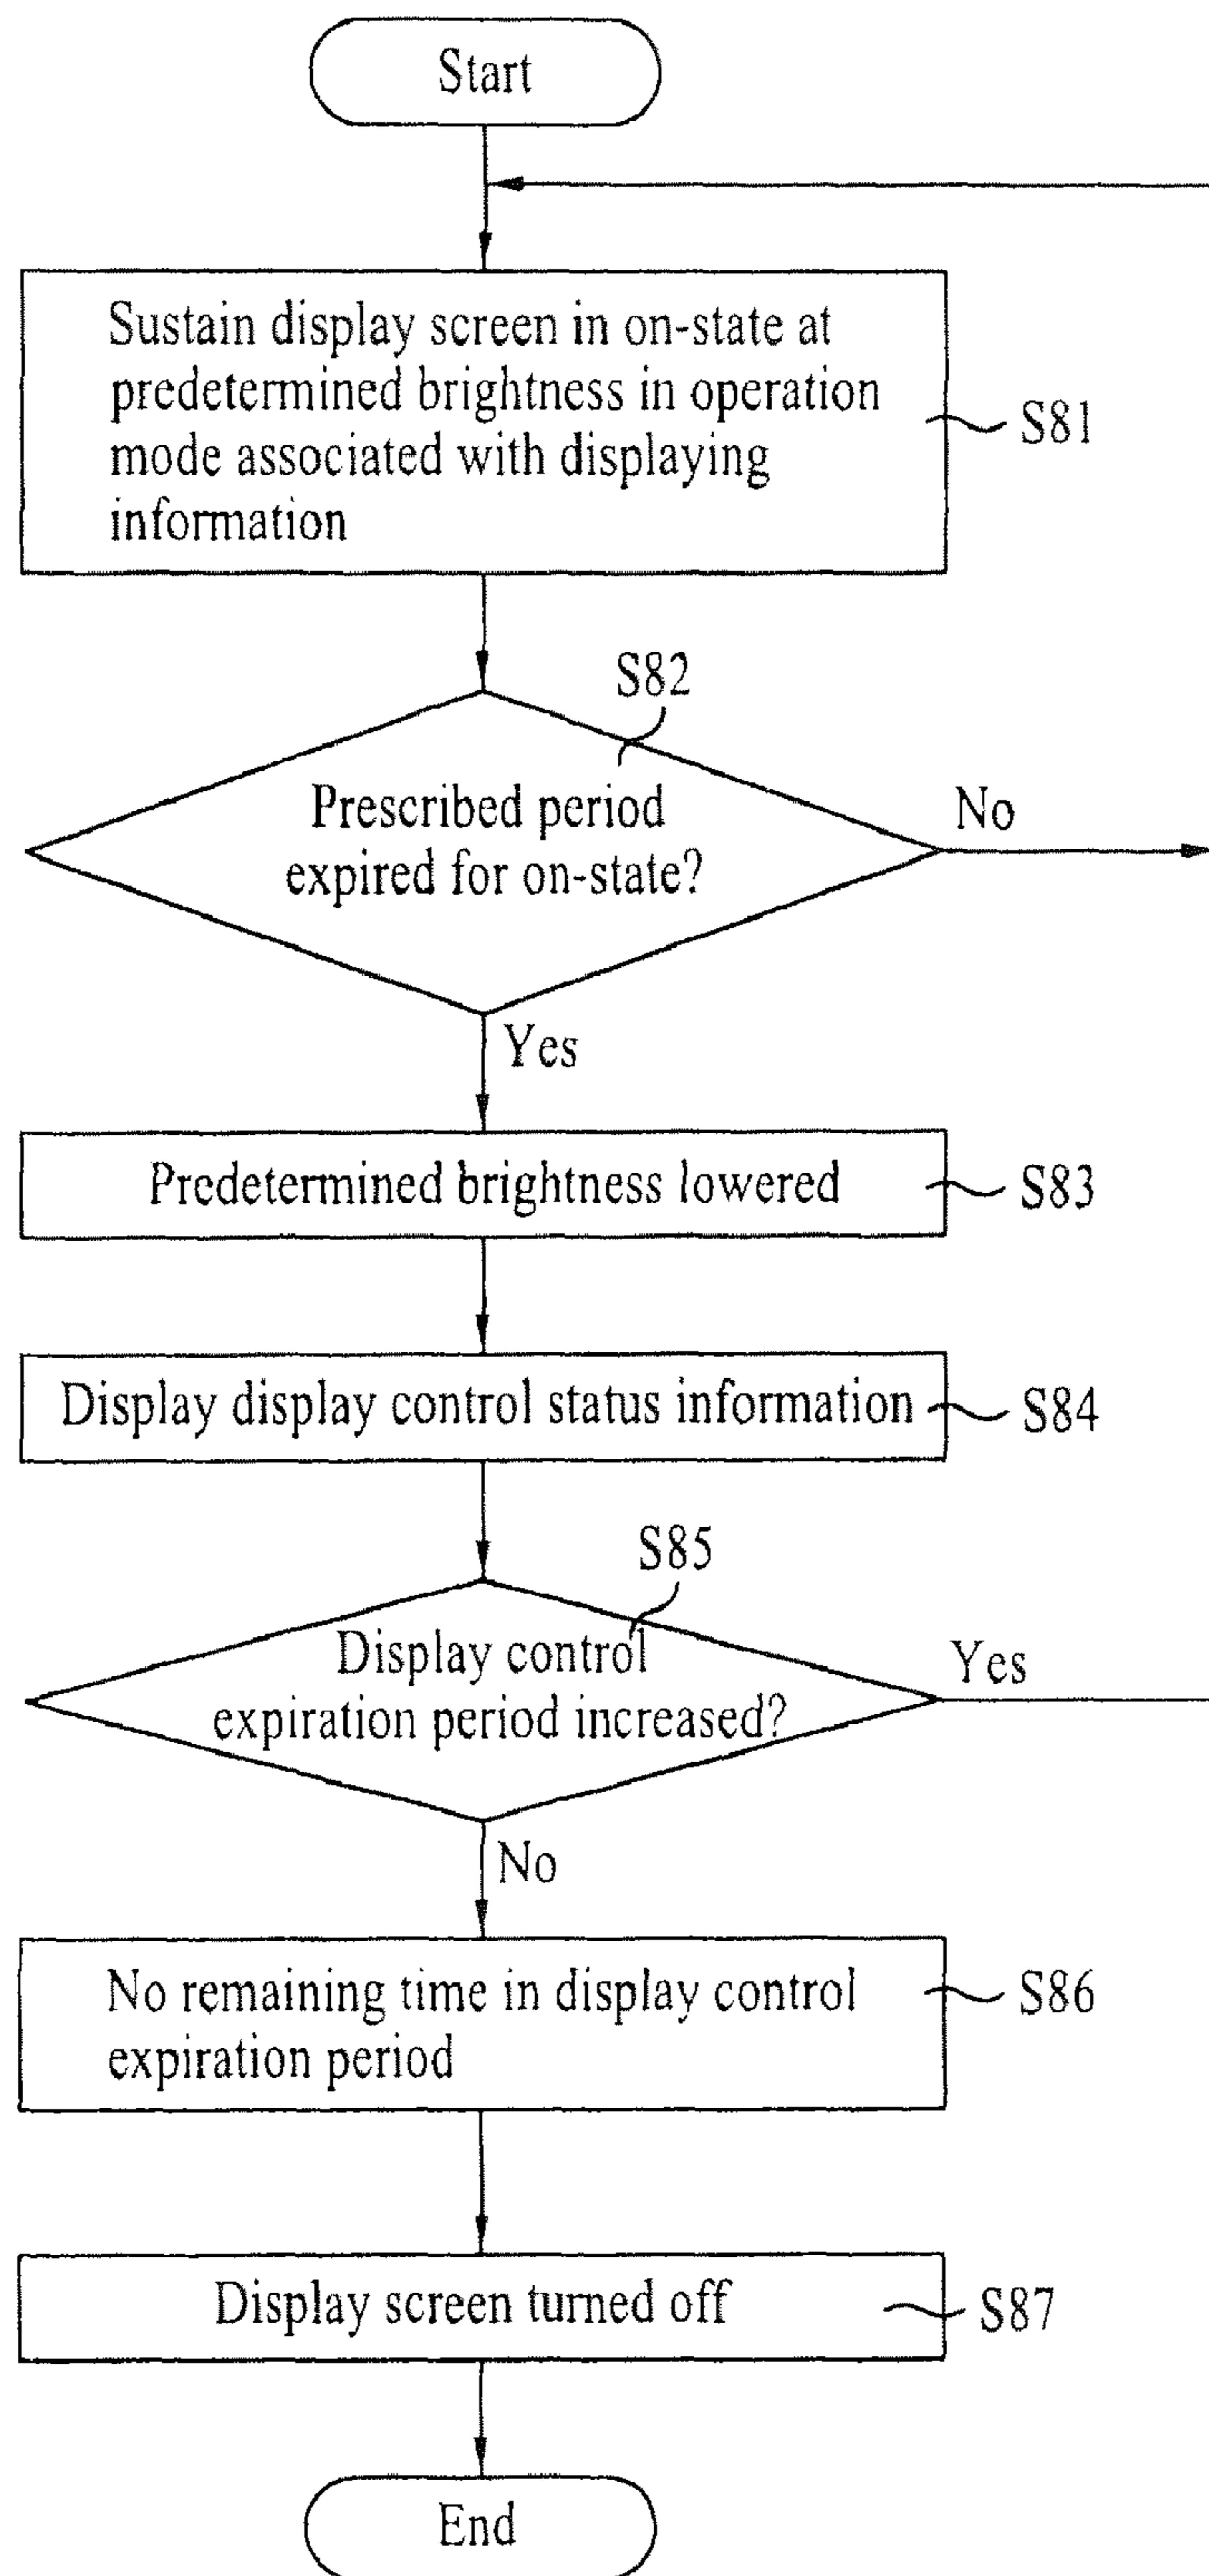 Start
Sustain display screen in on-state at
predetermined brightness in operation
mode associated with displaying
information
S81
S82
Prescribed period
expired for on-state?
No
Yes
Predetermined brightness lowered
S83
Display display control status information
S84
S85
Display control
expiration period increased?
Yes
No
No remaining time in display control
expiration period
S86
Display screen turned off
S87
End